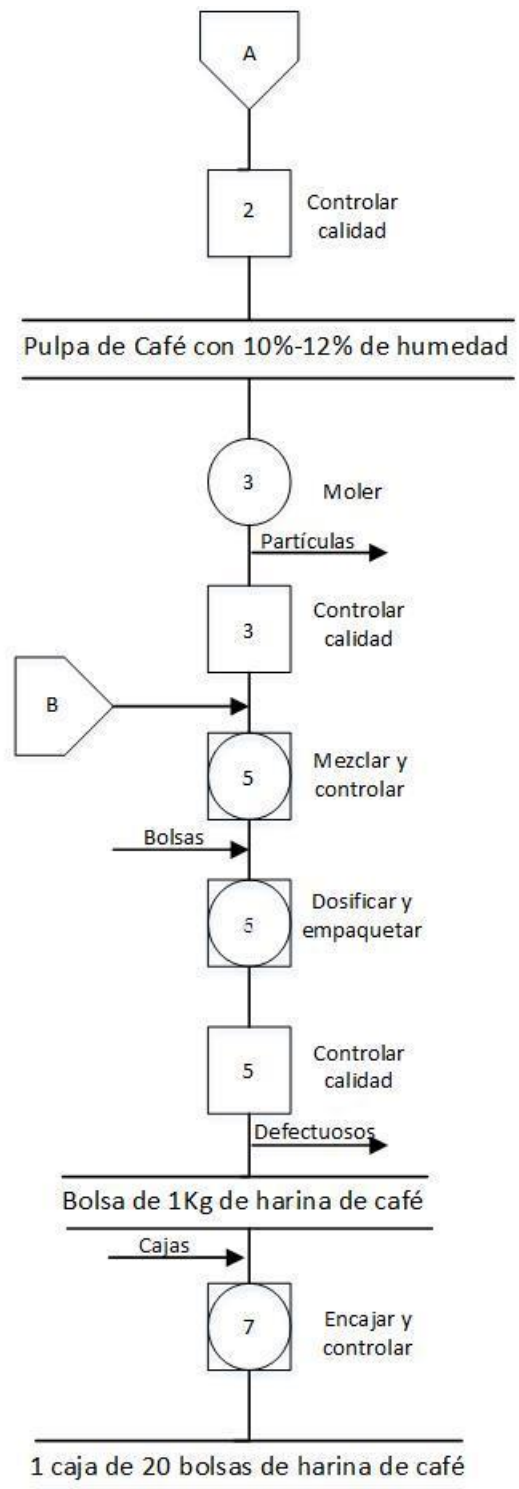 A
2
Controlar
calidad
Pulpa de Café con 10%-12% de humedad
3
Moler
Partículas
3
Controlar
calidad
B
5
Mezclar y
controlar
Bolsas
6
Dosificar y
empaquetar
5
Controlar
calidad
Defectuosos
Bolsa de 1Kg de harina de café
Cajas
7
Encajar y
controlar
1 caja de 20 bolsas de harina de café